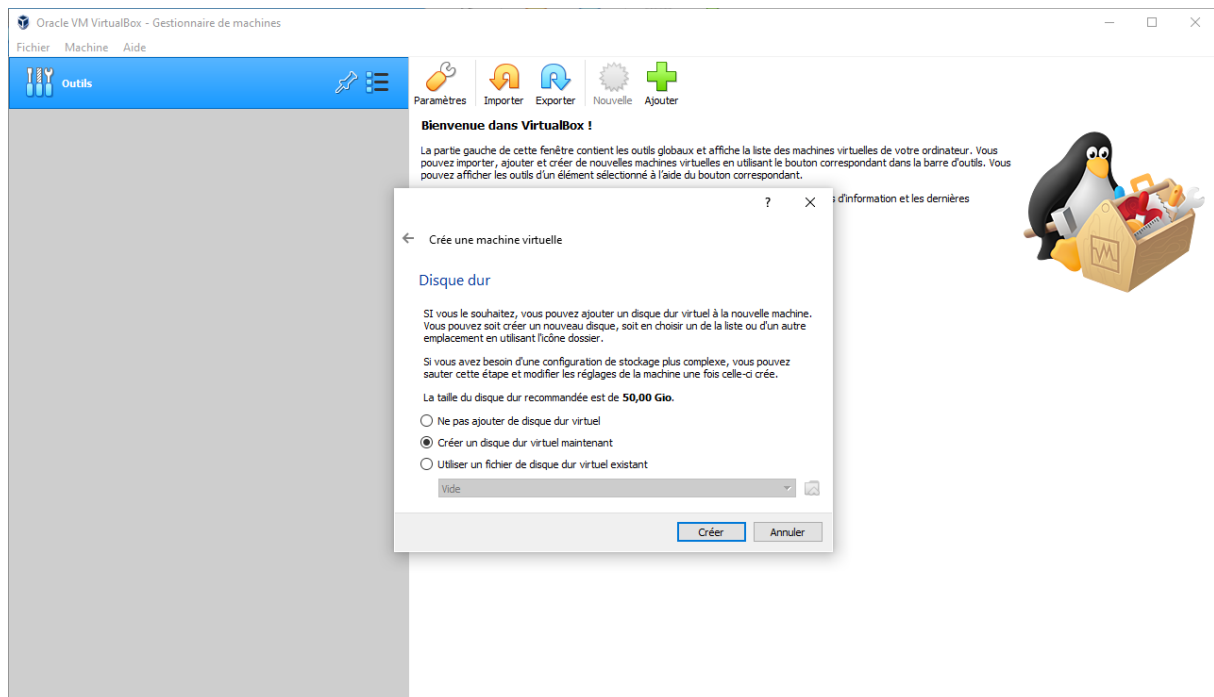 Oracle VM VirtualBox - Gestionnaire de machines
Fichier Machine Aide
Outils
Paramètres Importer Exporter Nouvelle Ajouter
Bienvenue dans VirtualBox !
La partie gauche de cette fenêtre contient les outils globaux et affiche la liste des machines virtuelles de votre ordinateur. Vous
pouvez importer, ajouter et créer de nouvelles machines virtuelles en utilisant le bouton correspondant dans la barre d'outils. Vous
pouvez afficher les outils d'un élément sélectionné à l'aide du bouton correspondant.
d'information et les dernières
?
Crée une machine virtuelle
Disque dur
SI vous le souhaitez, vous pouvez ajouter un disque dur virtuel à la nouvelle machine.
Vous pouvez soit créer un nouveau disque, soit en choisir un de la liste ou d'un autre
emplacement en utilisant l'icône dossier.
Si vous avez besoin d'une configuration de stockage plus complexe, vous pouvez
sauter cette étape et modifier les réglages de la machine une fois celle-ci crée.
La taille du disque dur recommandée est de 50,00 Gio.
Ne pas ajouter de disque dur virtuel
Créer un disque dur virtuel maintenant
Utiliser un fichier de disque dur virtuel existant
Vide
Créer Annuler